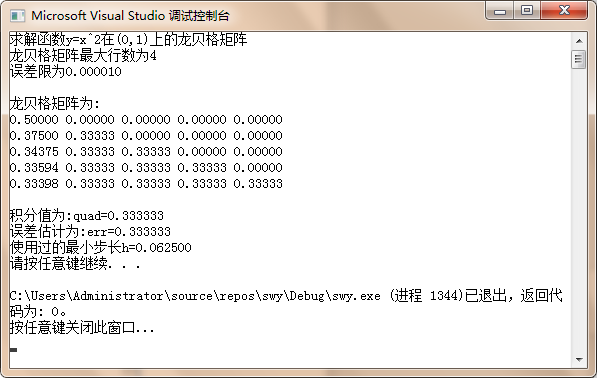 Microsoft Visual Studio 调试控制台
求解函数y=x^2在(0,1)上的龙贝格矩阵
龙贝格矩阵最大行数为4
误差限为0.000010
龙贝格矩阵为:
0.50000 0.00000 0.00000 0.00000 0.00000
0.37500 0.33333 0.00000 0.00000 0.00000
0.34375 0.33333 0.33333 0.00000 0.00000
0.33594 0.33333 0.33333 0.33333 0.00000
0.33398 0.33333 0.33333 0.33333 0.33333
积分值为:quad=0.333333
误差估计为:err=0.333333
使用过的最小步长h=0.062500
请按任意键继续. . .
C:\Users\Administrator\source\repos\swy\Debug\swy.exe (进程 1344)已退出，返回代
码为: 0。
按任意键关闭此窗口...